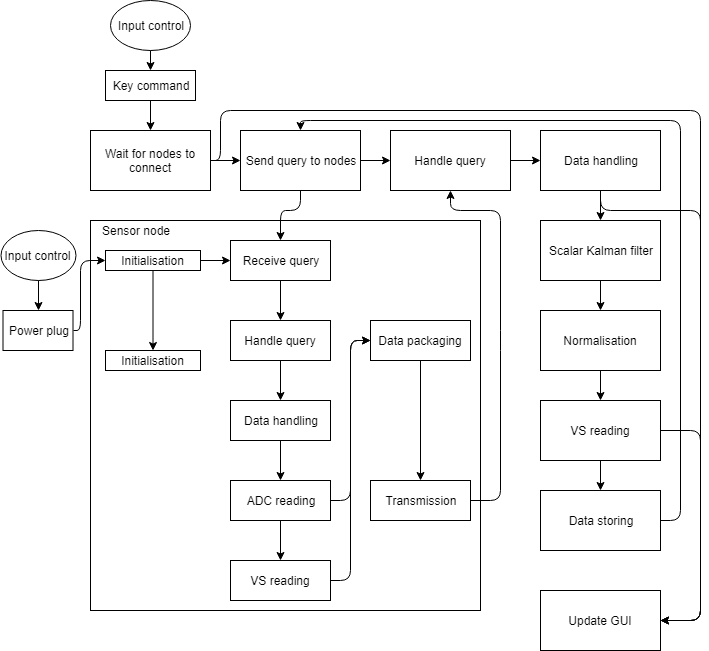 Input control
Key command
Wait for nodes to
connect
Send query to nodes
Handle query
Data handling
Sensor node
Input control
Power plug
Initialisation
Initialisation
Receive query
Handle query
Data handling
ADC reading
VS reading
Data packaging
Transmission
Scalar Kalman filter
Normalisation
VS reading
Data storing
Update GUI